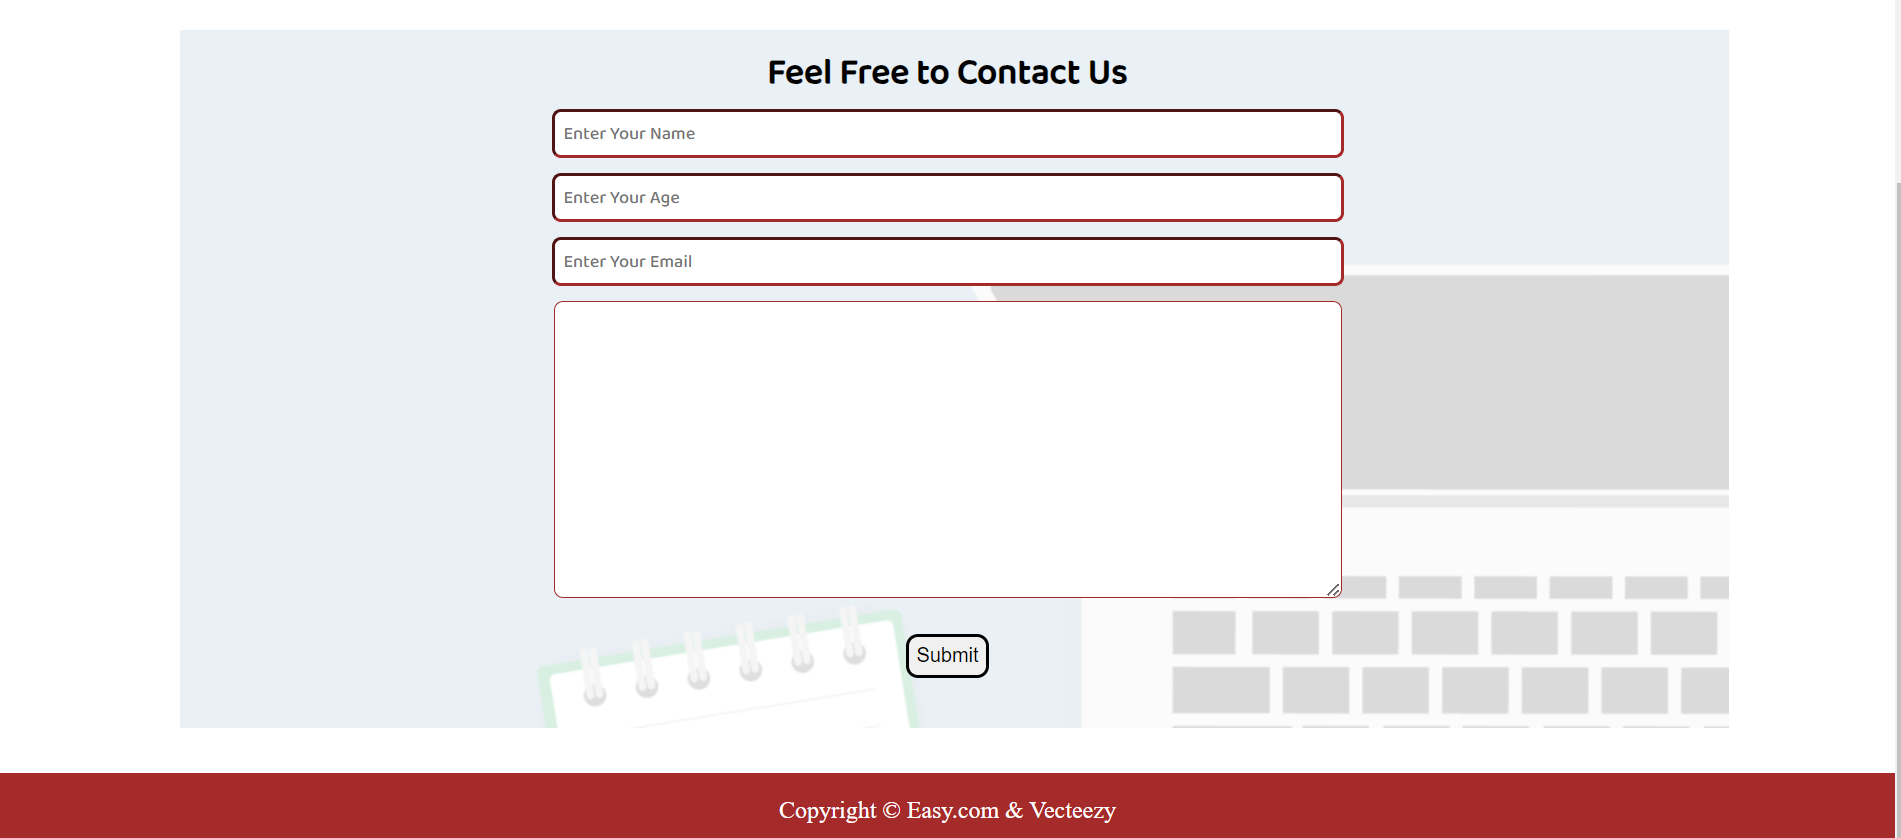 Feel Free to Contact Us
Enter Your Name
Enter Your Age
Enter Your Email
Submit
Copyright © Easy.com & Vecteezy